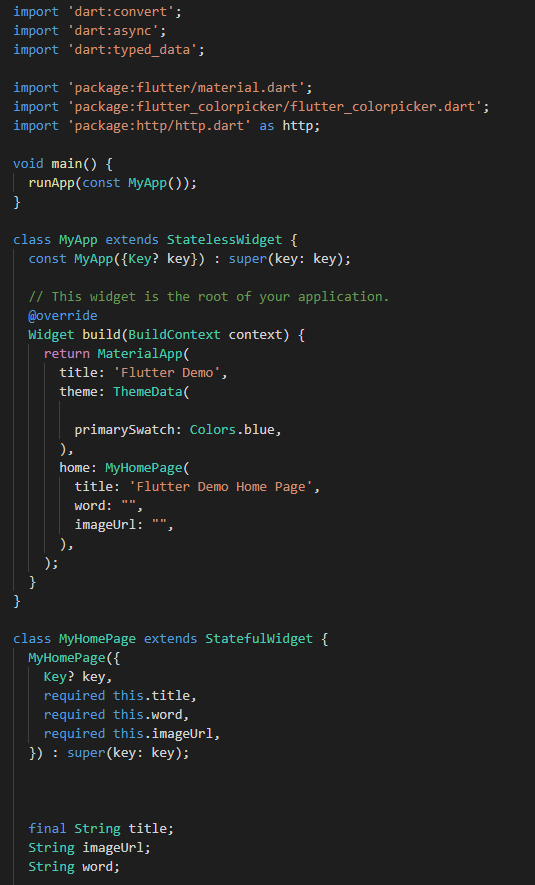 import 'dart:convert';
import 'dart:async';
import 'dart:typed_data';

import 'package:flutter/material.dart';
import 'package:flutter_colorpicker/flutter_colorpicker.dart';
import 'package:http/http.dart' as http;

void main() {
  runApp(const MyApp());
}

class MyApp extends StatelessWidget {
  const MyApp({Key? key}) : super(key: key);

  // This widget is the root of your application.
  @override
  Widget build(BuildContext context) {
    return MaterialApp(
      title: 'Flutter Demo',
      theme: ThemeData(

        primarySwatch: Colors.blue,
      ),
      home: MyHomePage(
        title: 'Flutter Demo Home Page',
        word: "",
        imageUrl: "",
      ),
    );
  }
}

class MyHomePage extends StatefulWidget {
  MyHomePage({
    Key? key,
    required this.title,
    required this.word,
    required this.imageUrl,
  }) : super(key: key);



  final String title;
  String imageUrl;
  String word;